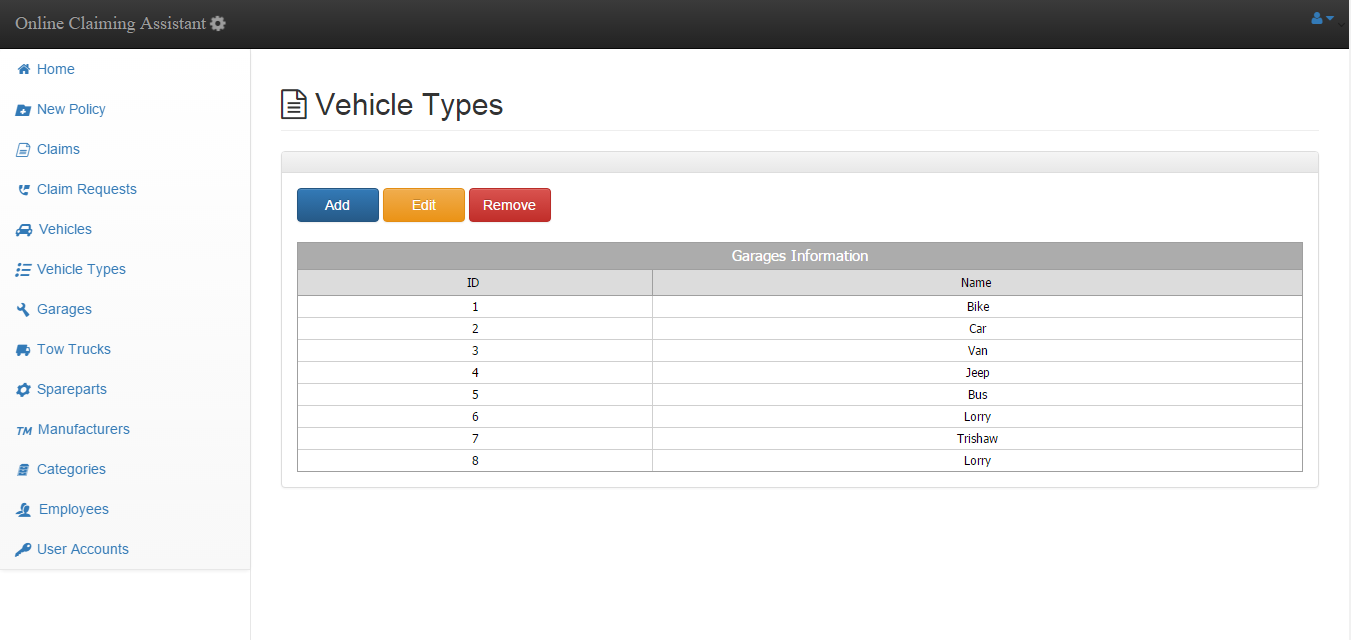 Online Claiming Assistant
Home
New Policy
Claims
Claim Requests
Vehicles
Vehicle Types
Garages
Tow Trucks
Spareparts
TM Manufacturers
Categories
Employees
User Accounts
Vehicle Types
Add Edit Remove
Garages Information
ID Name
1 Bike
2 Car
3 Van
4 Jeep
5 Bus
6 Lorry
7 Trishaw
8 Lorry